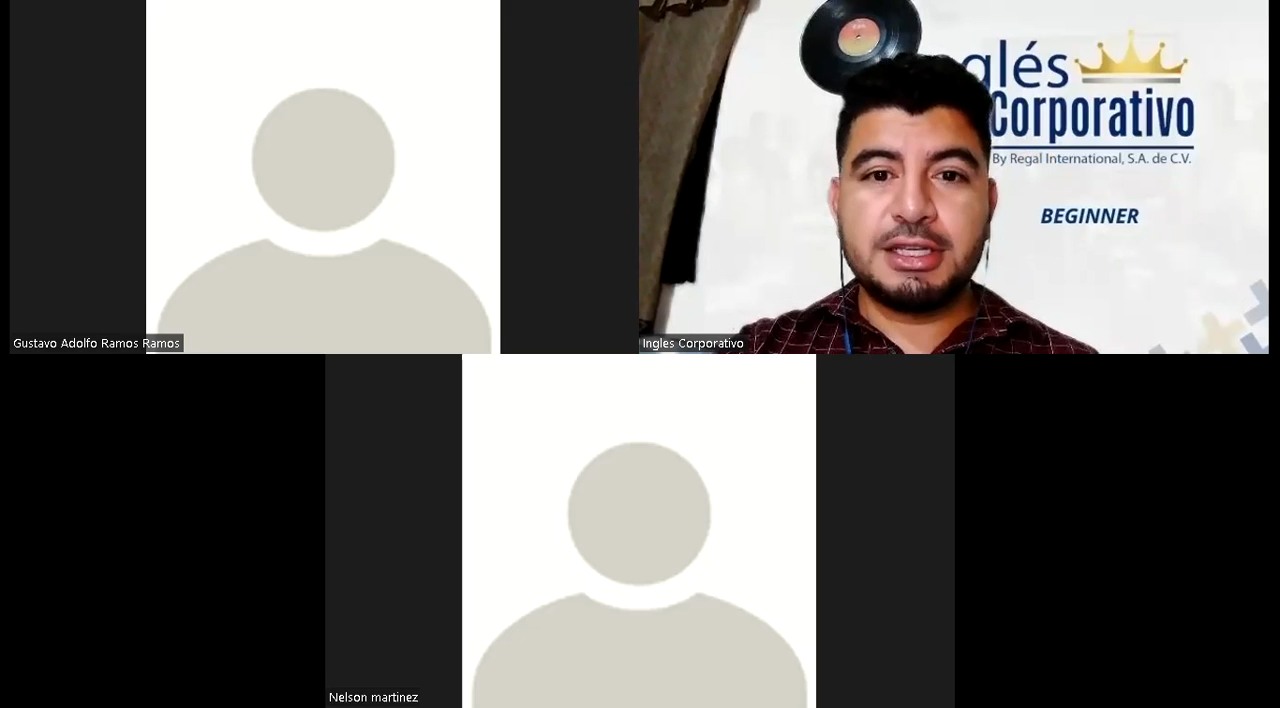 glés
Corporativo
By Regal International, S.A. de C.V.
BEGINNER
Gustavo Adolfo Ramos Ramos
Ingles Corporativo
Nelson martinez